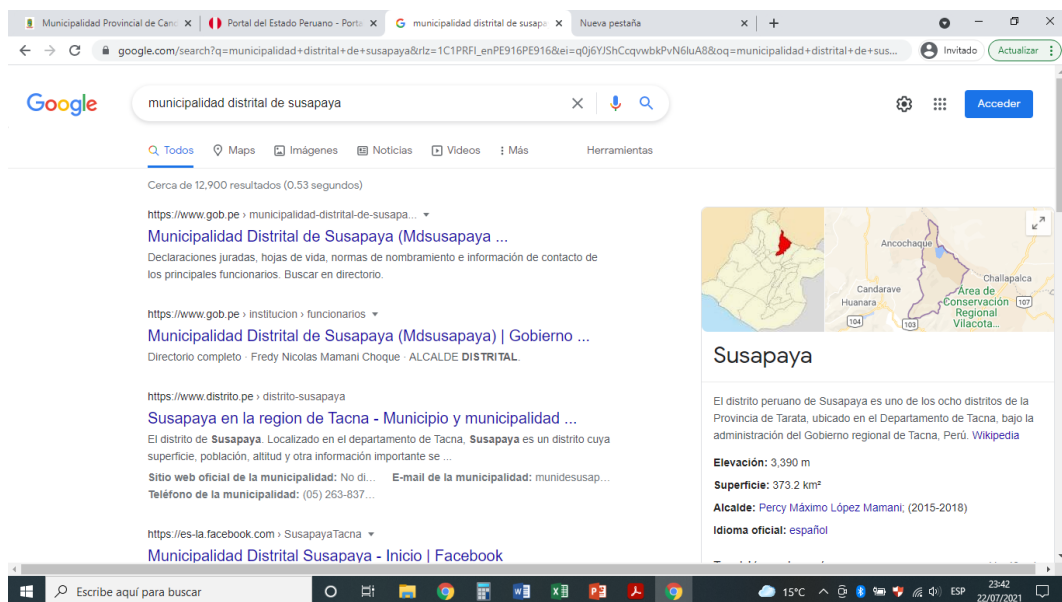 Municipalidad Provincial de Can
Portal del Estado Peruano - Porta
municipalidad distrital de susapa
Nueva pestaña
google.com/search?q=municipalidad+distrital+de+susapaya&rlz=1C1PRFI_enPE916PE916&ei=q0j6YJShCcqvwbkPvN6luA8&oq=municipalidad+distrital+de+sus...
Invitado
Actualizar
Google
municipalidad distrital de susapaya
Acceder
Todos
Maps
Imágenes
Noticias
Videos
Más
Herramientas
Cerca de 12,900 resultados (0.53 segundos)
https://www.gob.pe › municipalidad-distrital-de-susapa...
Municipalidad Distrital de Susapaya (Mdsusapaya ...
Declaraciones juradas, hojas de vida, normas de nombramiento e información de contacto de
los principales funcionarios. Buscar en directorio.
https://www.gob.pe › institucion › funcionarios
Municipalidad Distrital de Susapaya (Mdsusapaya) | Gobierno ...
Directorio completo · Fredy Nicolas Mamani Choque · ALCALDE DISTRITAL.
https://www.distrito.pe › distrito-susapaya
Susapaya en la region de Tacna - Municipio y municipalidad ...
El distrito de Susapaya. Localizado en el departamento de Tacna, Susapaya es un distrito cuya
superficie, población, altitud y otra información importante se ...
Sitio web oficial de la municipalidad: No di... E-mail de la municipalidad: munidesusap...
Teléfono de la municipalidad: (05) 263-837...
https://es-la.facebook.com › SusapayaTacna
Municipalidad Distrital Susapaya - Inicio | Facebook
Ancochaque
Challapalca
Candarave
Huanara
Área de
Conservación
Regional
Vilacota...
107
104
103
Susapaya
El distrito peruano de Susapaya es uno de los ocho distritos de la
Provincia de Tarata, ubicado en el Departamento de Tacna, bajo la
administración del Gobierno regional de Tacna, Perú. Wikipedia
Elevación: 3,390 m
Superficie: 373.2 km²
Alcalde: Percy Máximo López Mamani; (2015-2018)
Idioma oficial: español
Escribe aquí para buscar
15°C
ESP
23:42
22/07/2021